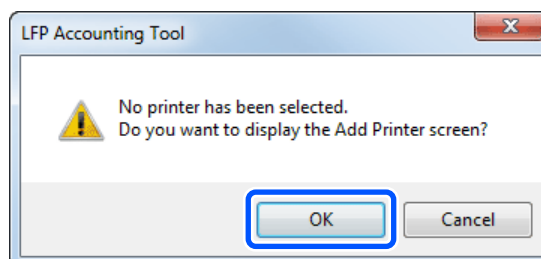 LFP Accounting Tool
No printer has been selected.
Do you want to display the Add Printer screen?
OK
Cancel